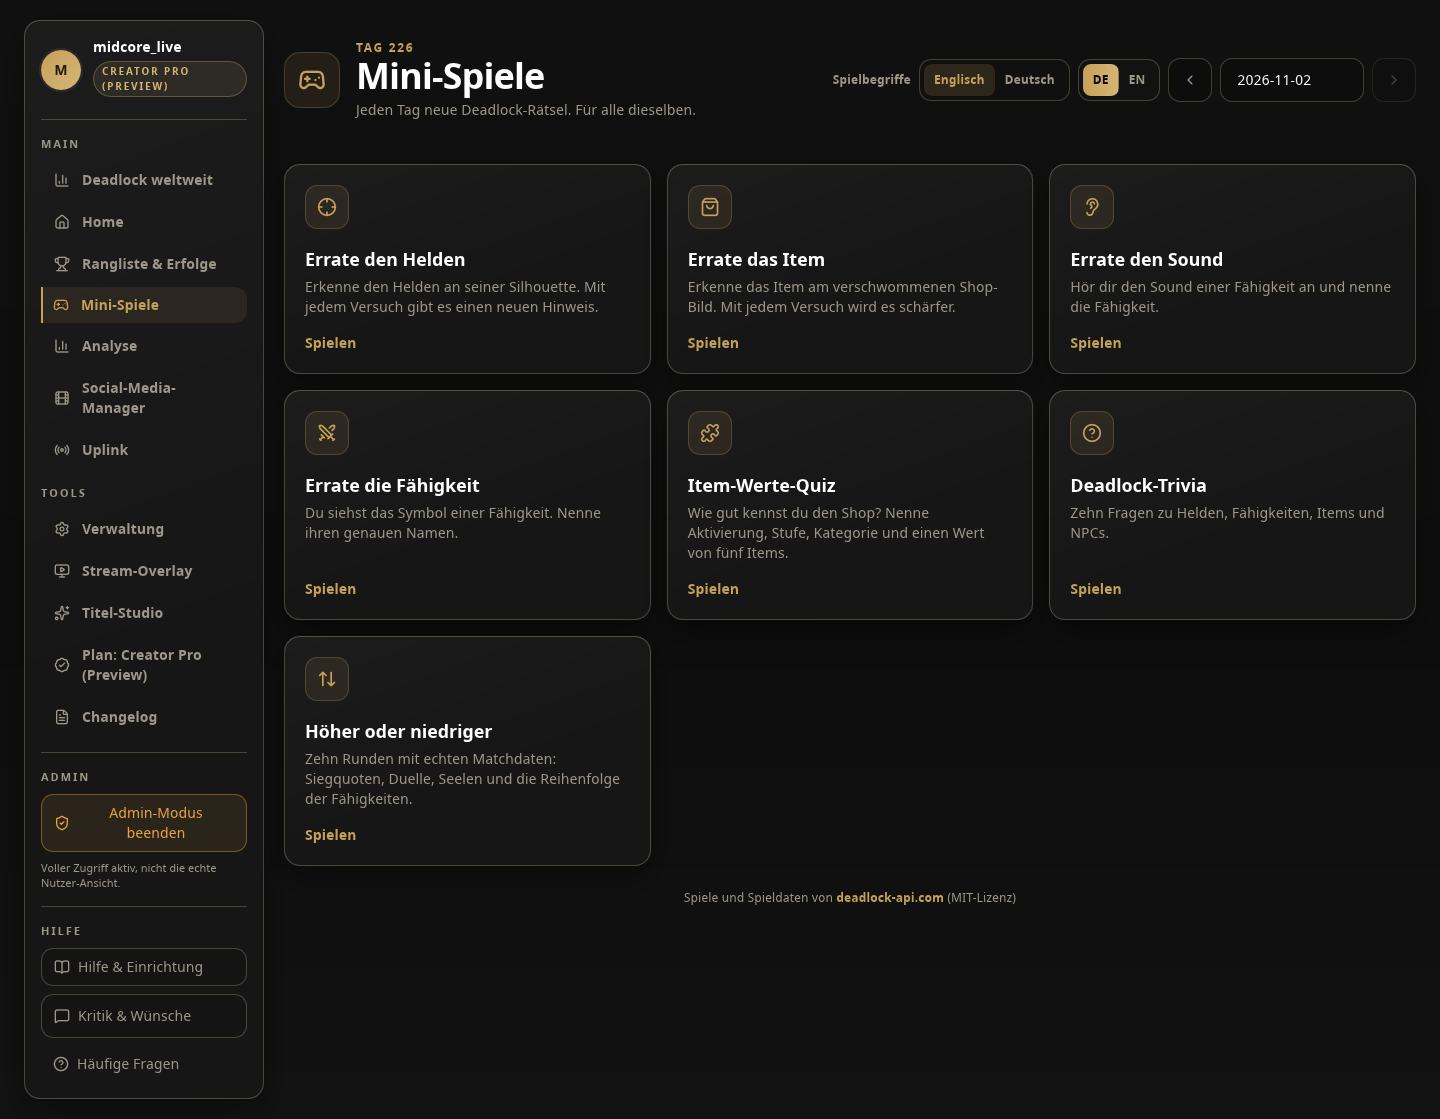 M
midcore_live
CREATOR PRO
(PREVIEW)
MAIN
Deadlock weltweit
Home
Rangliste & Erfolge
Mini-Spiele
Analyse
Social-Media-
Manager
Uplink
TOOLS
Verwaltung
Stream-Overlay
Titel-Studio
Plan: Creator Pro
(Preview)
Changelog
ADMIN
Admin-Modus
beenden
Voller Zugriff aktiv, nicht die echte
Nutzer-Ansicht.
HILFE
Hilfe & Einrichtung
Kritik & Wünsche
Häufige Fragen
TAG 226
Mini-Spiele
Jeden Tag neue Deadlock-Rätsel. Für alle dieselben.
Spielbegriffe
Englisch
Deutsch
DE
EN
2026-11-02
Errate den Helden
Erkenne den Helden an seiner Silhouette. Mit
jedem Versuch gibt es einen neuen Hinweis.
Spielen
Errate das Item
Erkenne das Item am verschwommenen Shop-
Bild. Mit jedem Versuch wird es schärfer.
Spielen
Errate den Sound
Hör dir den Sound einer Fähigkeit an und nenne
die Fähigkeit.
Spielen
Errate die Fähigkeit
Du siehst das Symbol einer Fähigkeit. Nenne
ihren genauen Namen.
Spielen
Item-Werte-Quiz
Wie gut kennst du den Shop? Nenne
Aktivierung, Stufe, Kategorie und einen Wert
von fünf Items.
Spielen
Deadlock-Trivia
Zehn Fragen zu Helden, Fähigkeiten, Items und
NPCs.
Spielen
Höher oder niedriger
Zehn Runden mit echten Matchdaten:
Siegquoten, Duelle, Seelen und die Reihenfolge
der Fähigkeiten.
Spielen
Spiele und Spieldaten von deadlock-api.com (MIT-Lizenz)